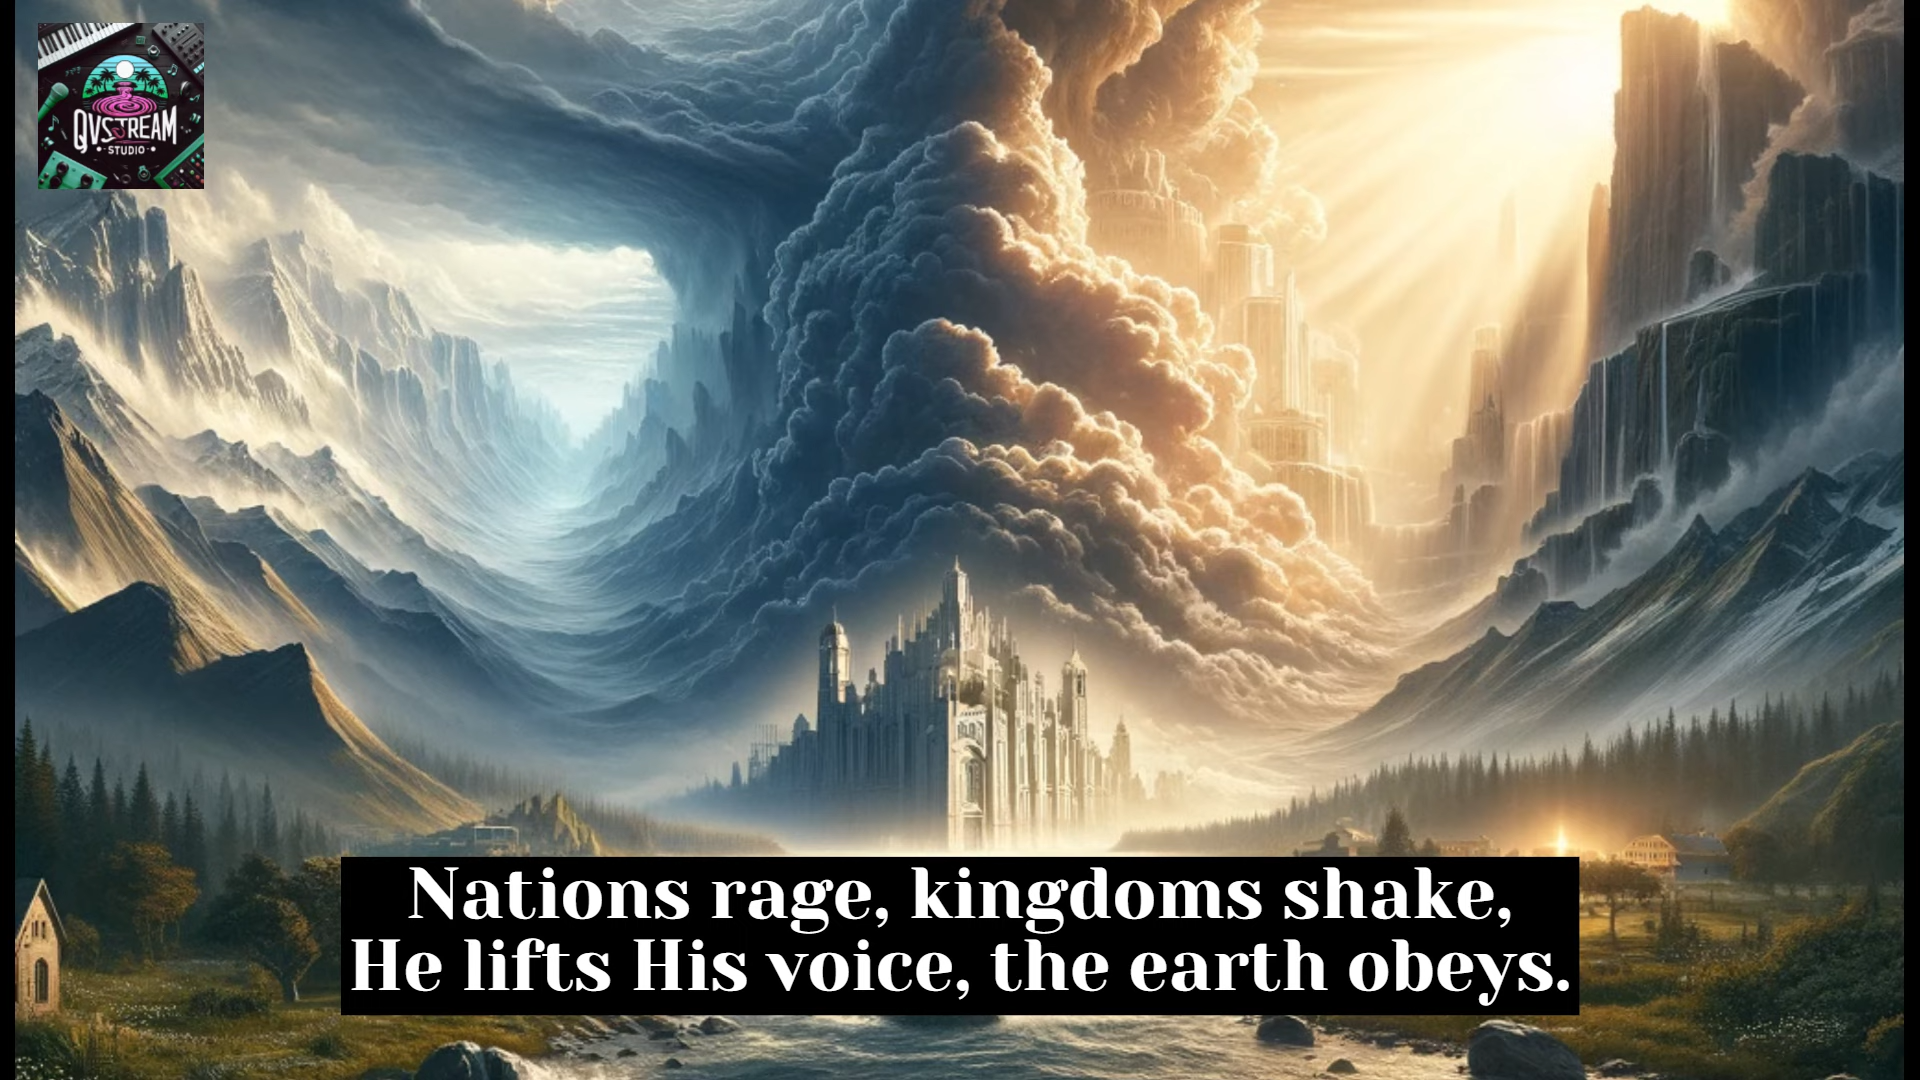 QVSTREAM
STUDIO
Nations rage, kingdoms shake,
He lifts His voice, the earth obeys.